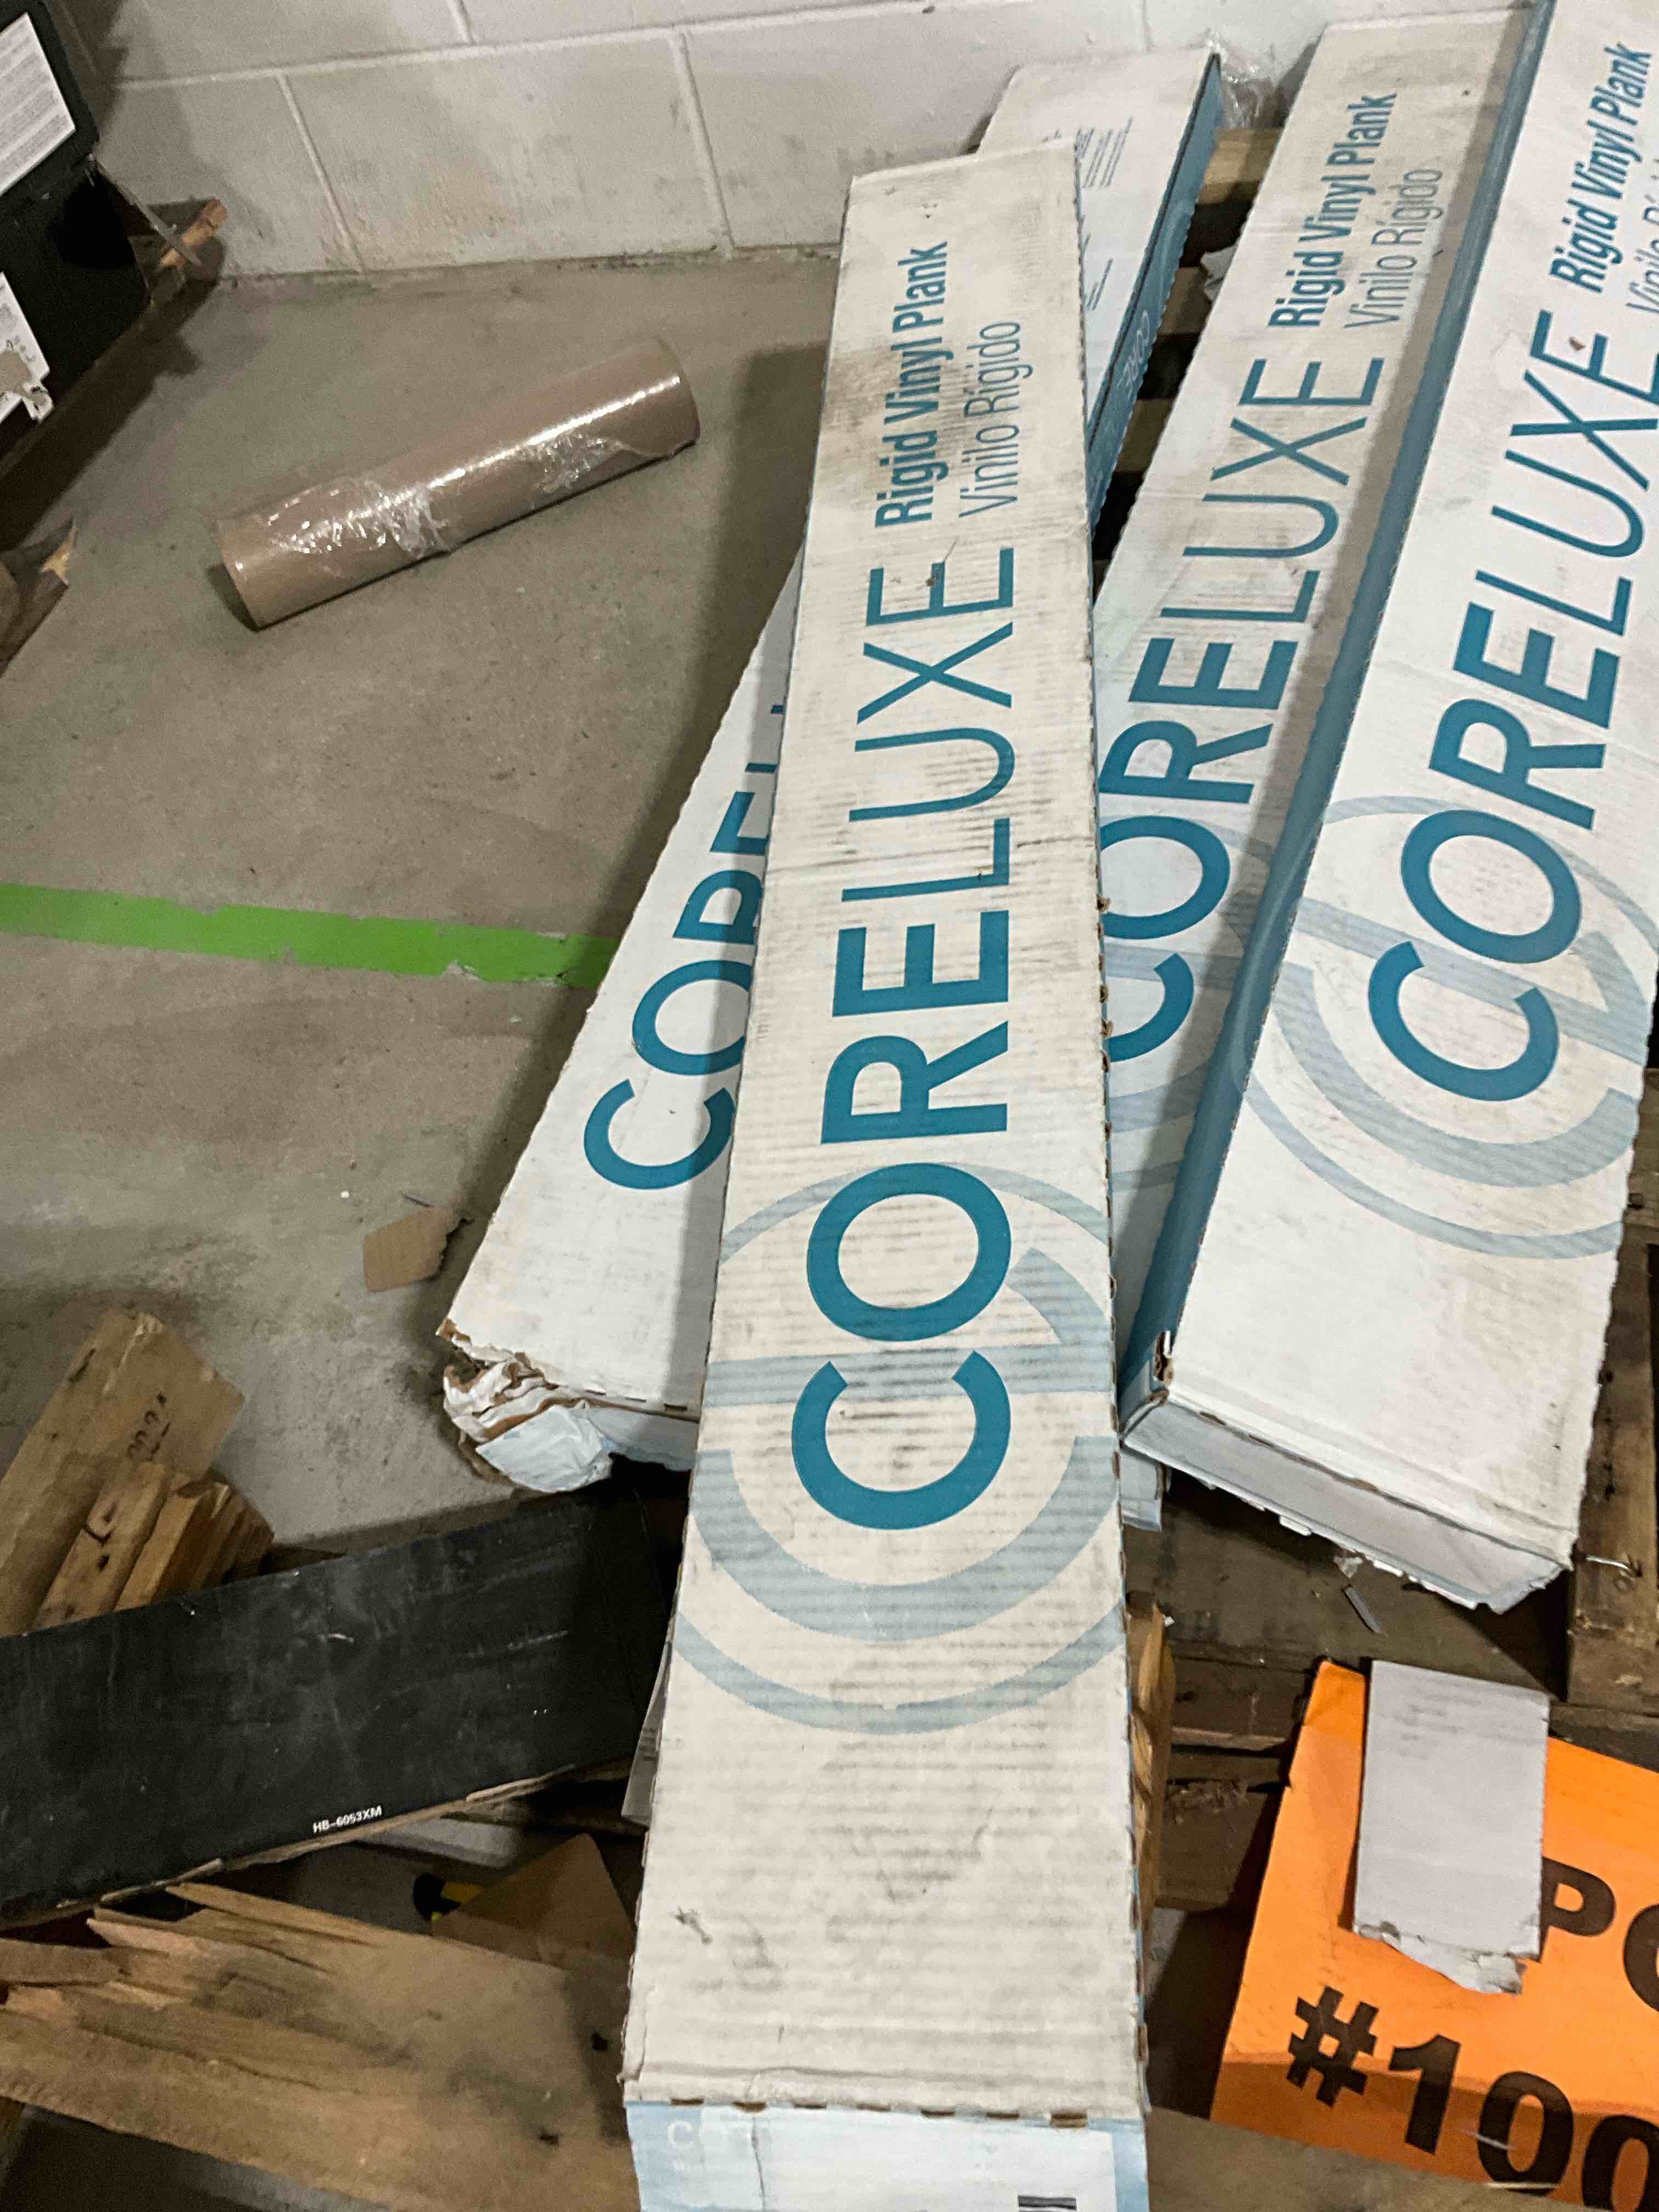 CORELUXE Rigid Vinyl Plank
Vinilo Rígido
CORELUXE Rigid Vinyl Plank
Vinilo Rígido
CORELUXE Rigid Vinyl Plank
CORE
HB-6053XM
#100